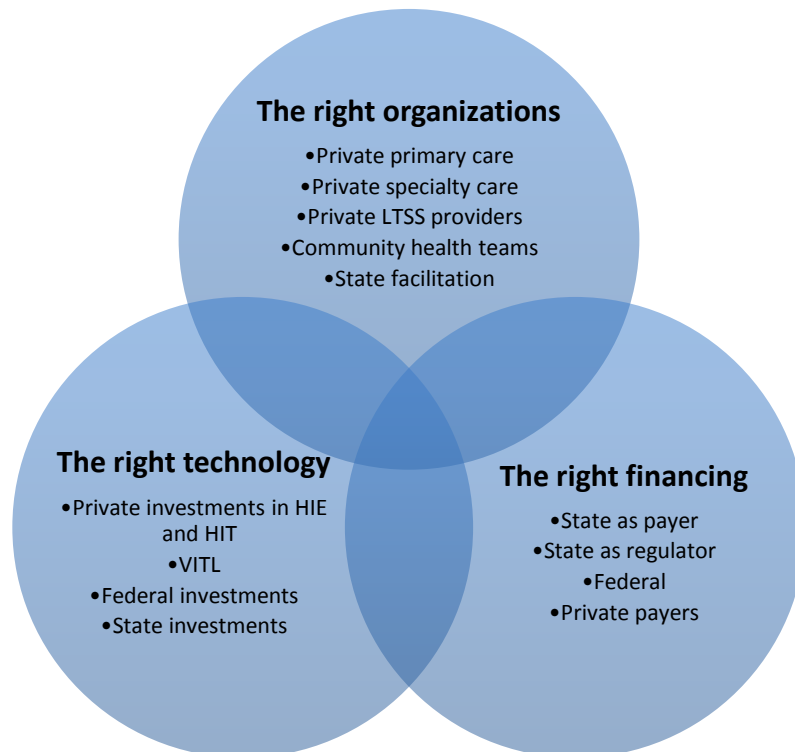 The right organizations
•Private primary care
•Private specialty care
•Private LTSS providers
•Community health teams
•State facilitation
The right technology
•Private investments in HIE
and HIT
•VITL
•Federal investments
•State investments
The right financing
•State as payer
•State as regulator
•Federal
•Private payers